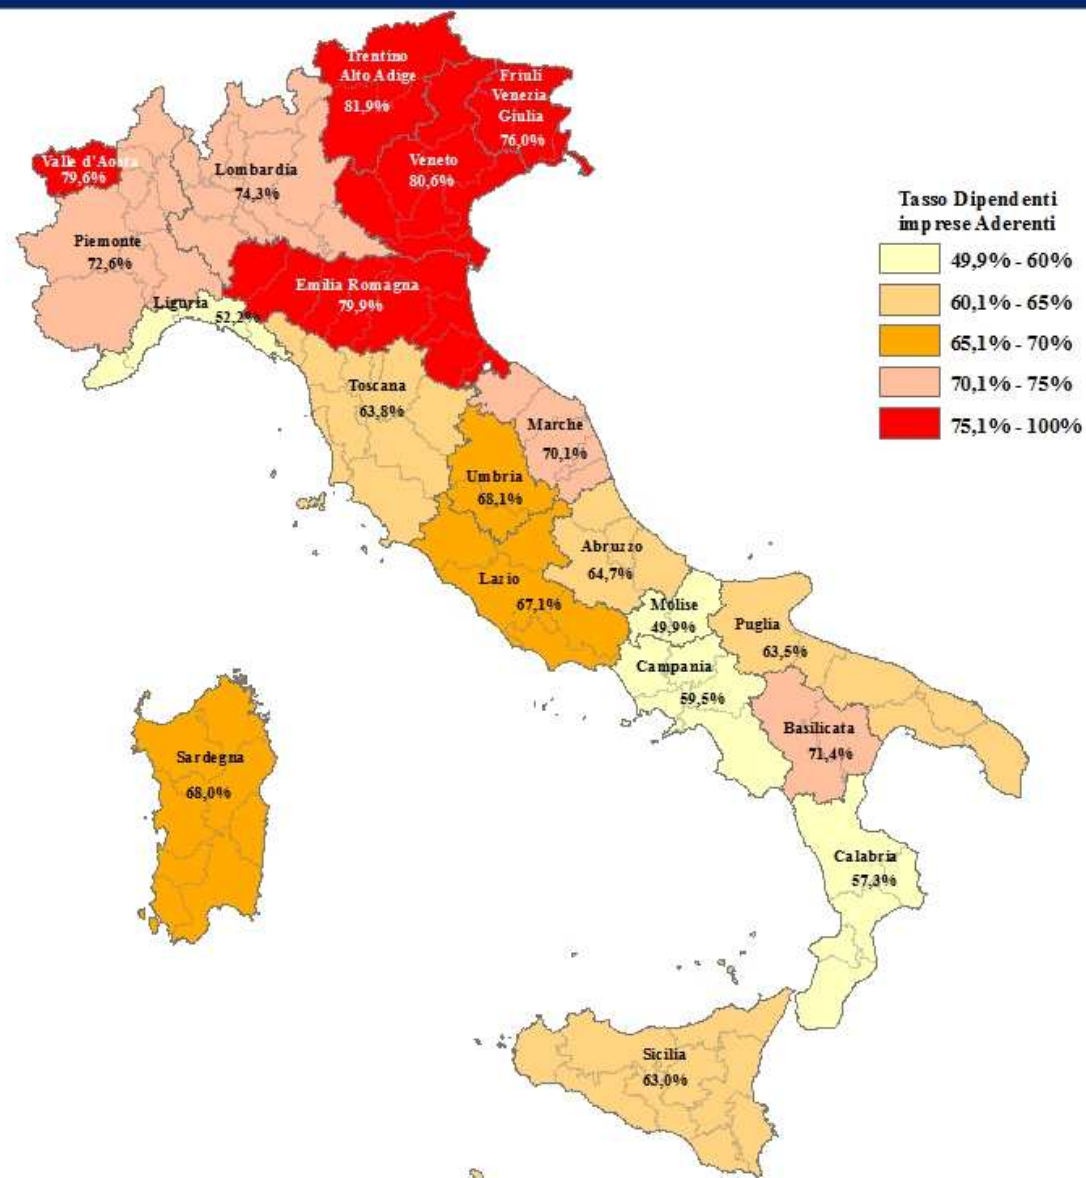 Trentino
Alto Adige
81,9%
Friuli
Venezia
Giulia
76,0%
Veneto
80,6%
Valle d'Aosta
79,6%
Lombardia
74,3%
Piemonte
72,6%
Emilia Romagna
79,9%
Liguria
52,2%
Toscana
63,8%
Marche
70,1%
Umbria
68,1%
Abruzzo
64,7%
Lazio
67,1%
Molise
49,9%
Puglia
63,5%
Campania
59,5%
Basilicata
71,4%
Sardegna
68,0%
Calabria
57,3%
Sicilia
63,0%
Tasso Dipendenti
imprese Aderenti
49,9% - 60%
60,1% - 65%
65,1% - 70%
70,1% - 75%
75,1% - 100%